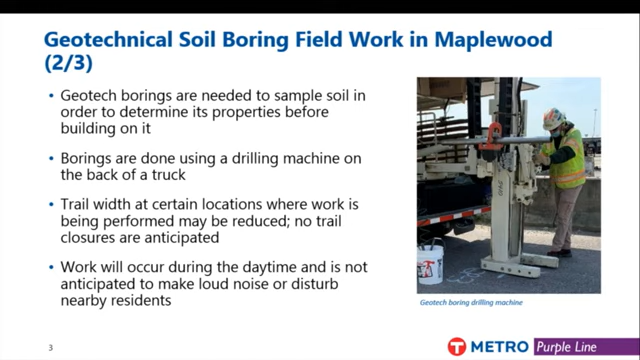 Geotechnical Soil Boring Field Work in Maplewood
(2/3)
• Geotech borings are needed to sample soil in
order to determine its properties before
building on it
• Borings are done using a drilling machine on
the back of a truck
• Trail width at certain locations where work is
being performed may be reduced; no trail
closures are anticipated
• Work will occur during the daytime and is not
anticipated to make loud noise or disturb
nearby residents
Geotech boring drilling machine
3
T METRO Purple Line